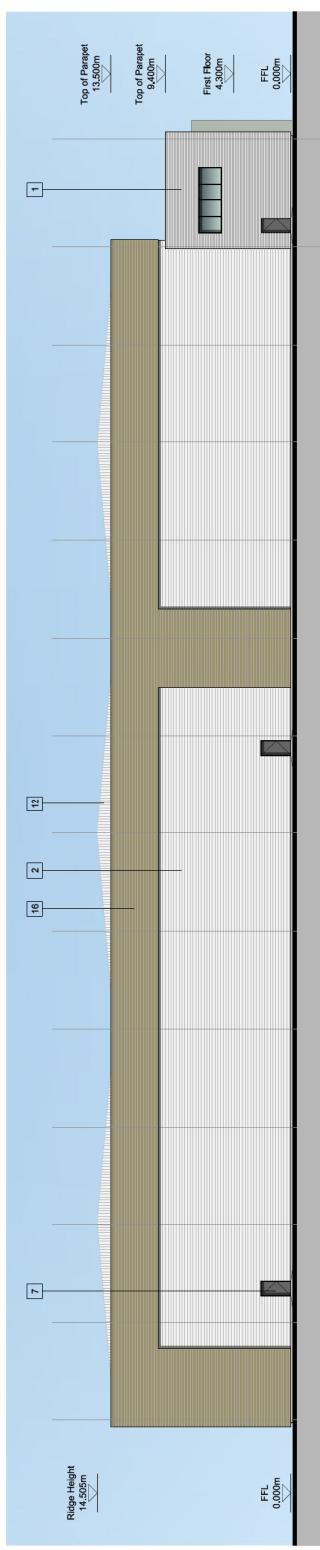 Ridge Height
14,505m
FFL
0,000m
7
16
2
12
1
Top of Parapet
13,500m
Top of Parapet
9,400m
First Floor
4,300m
FFL
0,000m